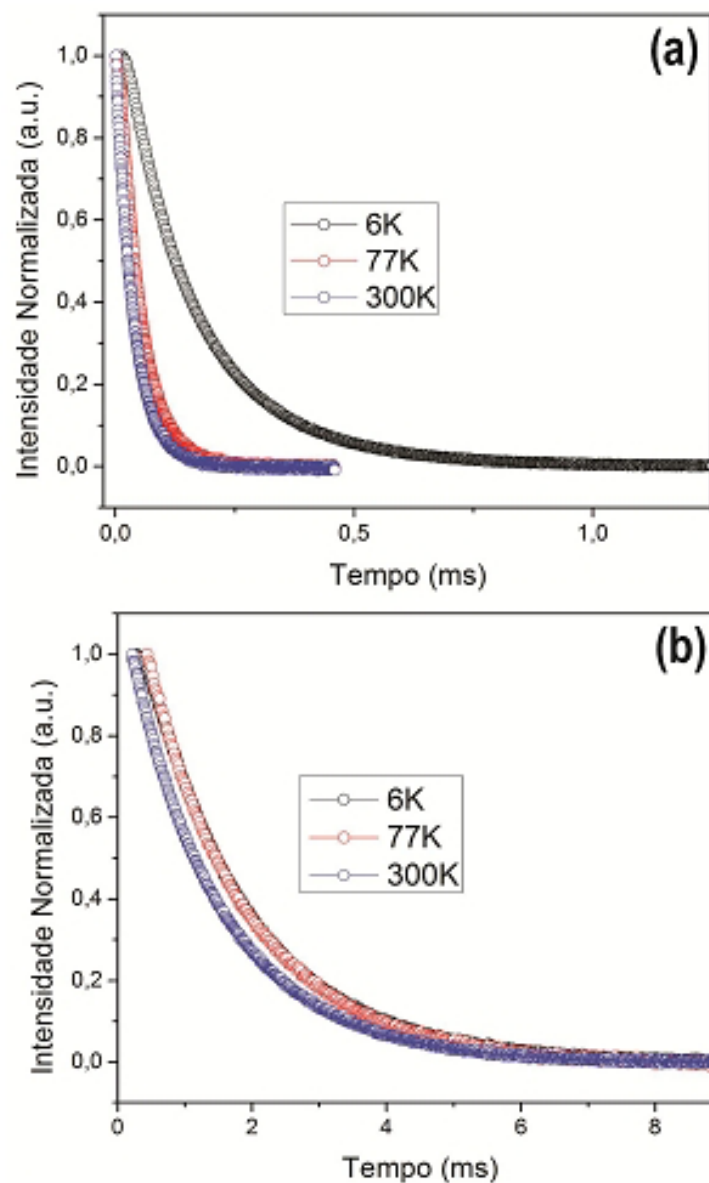 (a)
Intensidade Normalizada (a.u.)
1,0
0,8
0,6
0,4
0,2
0,0
6K
77K
300K
0,0
0,5
1,0
Tempo (ms)
(b)
Intensidade Normalizada (a.u.)
1,0
0,8
0,6
0,4
0,2
0,0
6K
77K
300K
0
2
4
6
8
Tempo (ms)